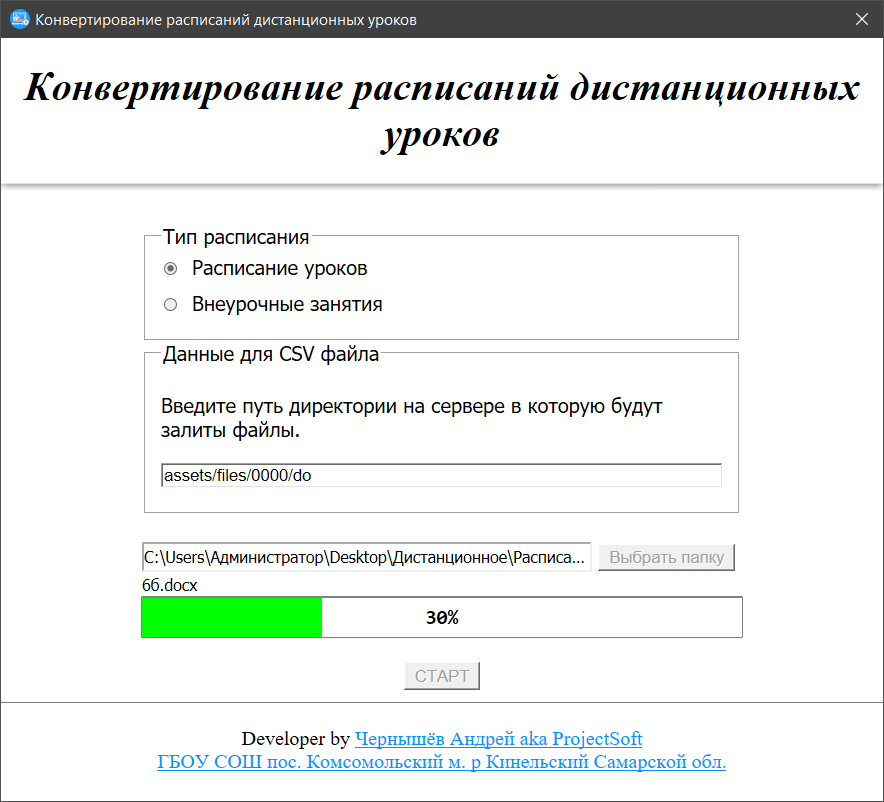 Конвертирование расписаний дистанционных уроков
Конвертирование расписаний дистанционных
уроков
Тип расписания
Расписание уроков
Внеурочные занятия
Данные для CSV файла
Введите путь директории на сервере в которую будут
залиты файлы.
assets/files/0000/do
C:\Users\Администратор\Desktop\Дистанционное\Расписа... Выбрать папку
6б.docx
30%
СТАРТ
Developer by Чернышёв Андрей aka ProjectSoft
ГБОУ СОШ пос. Комсомольский м. р Кинельский Самарской обл.